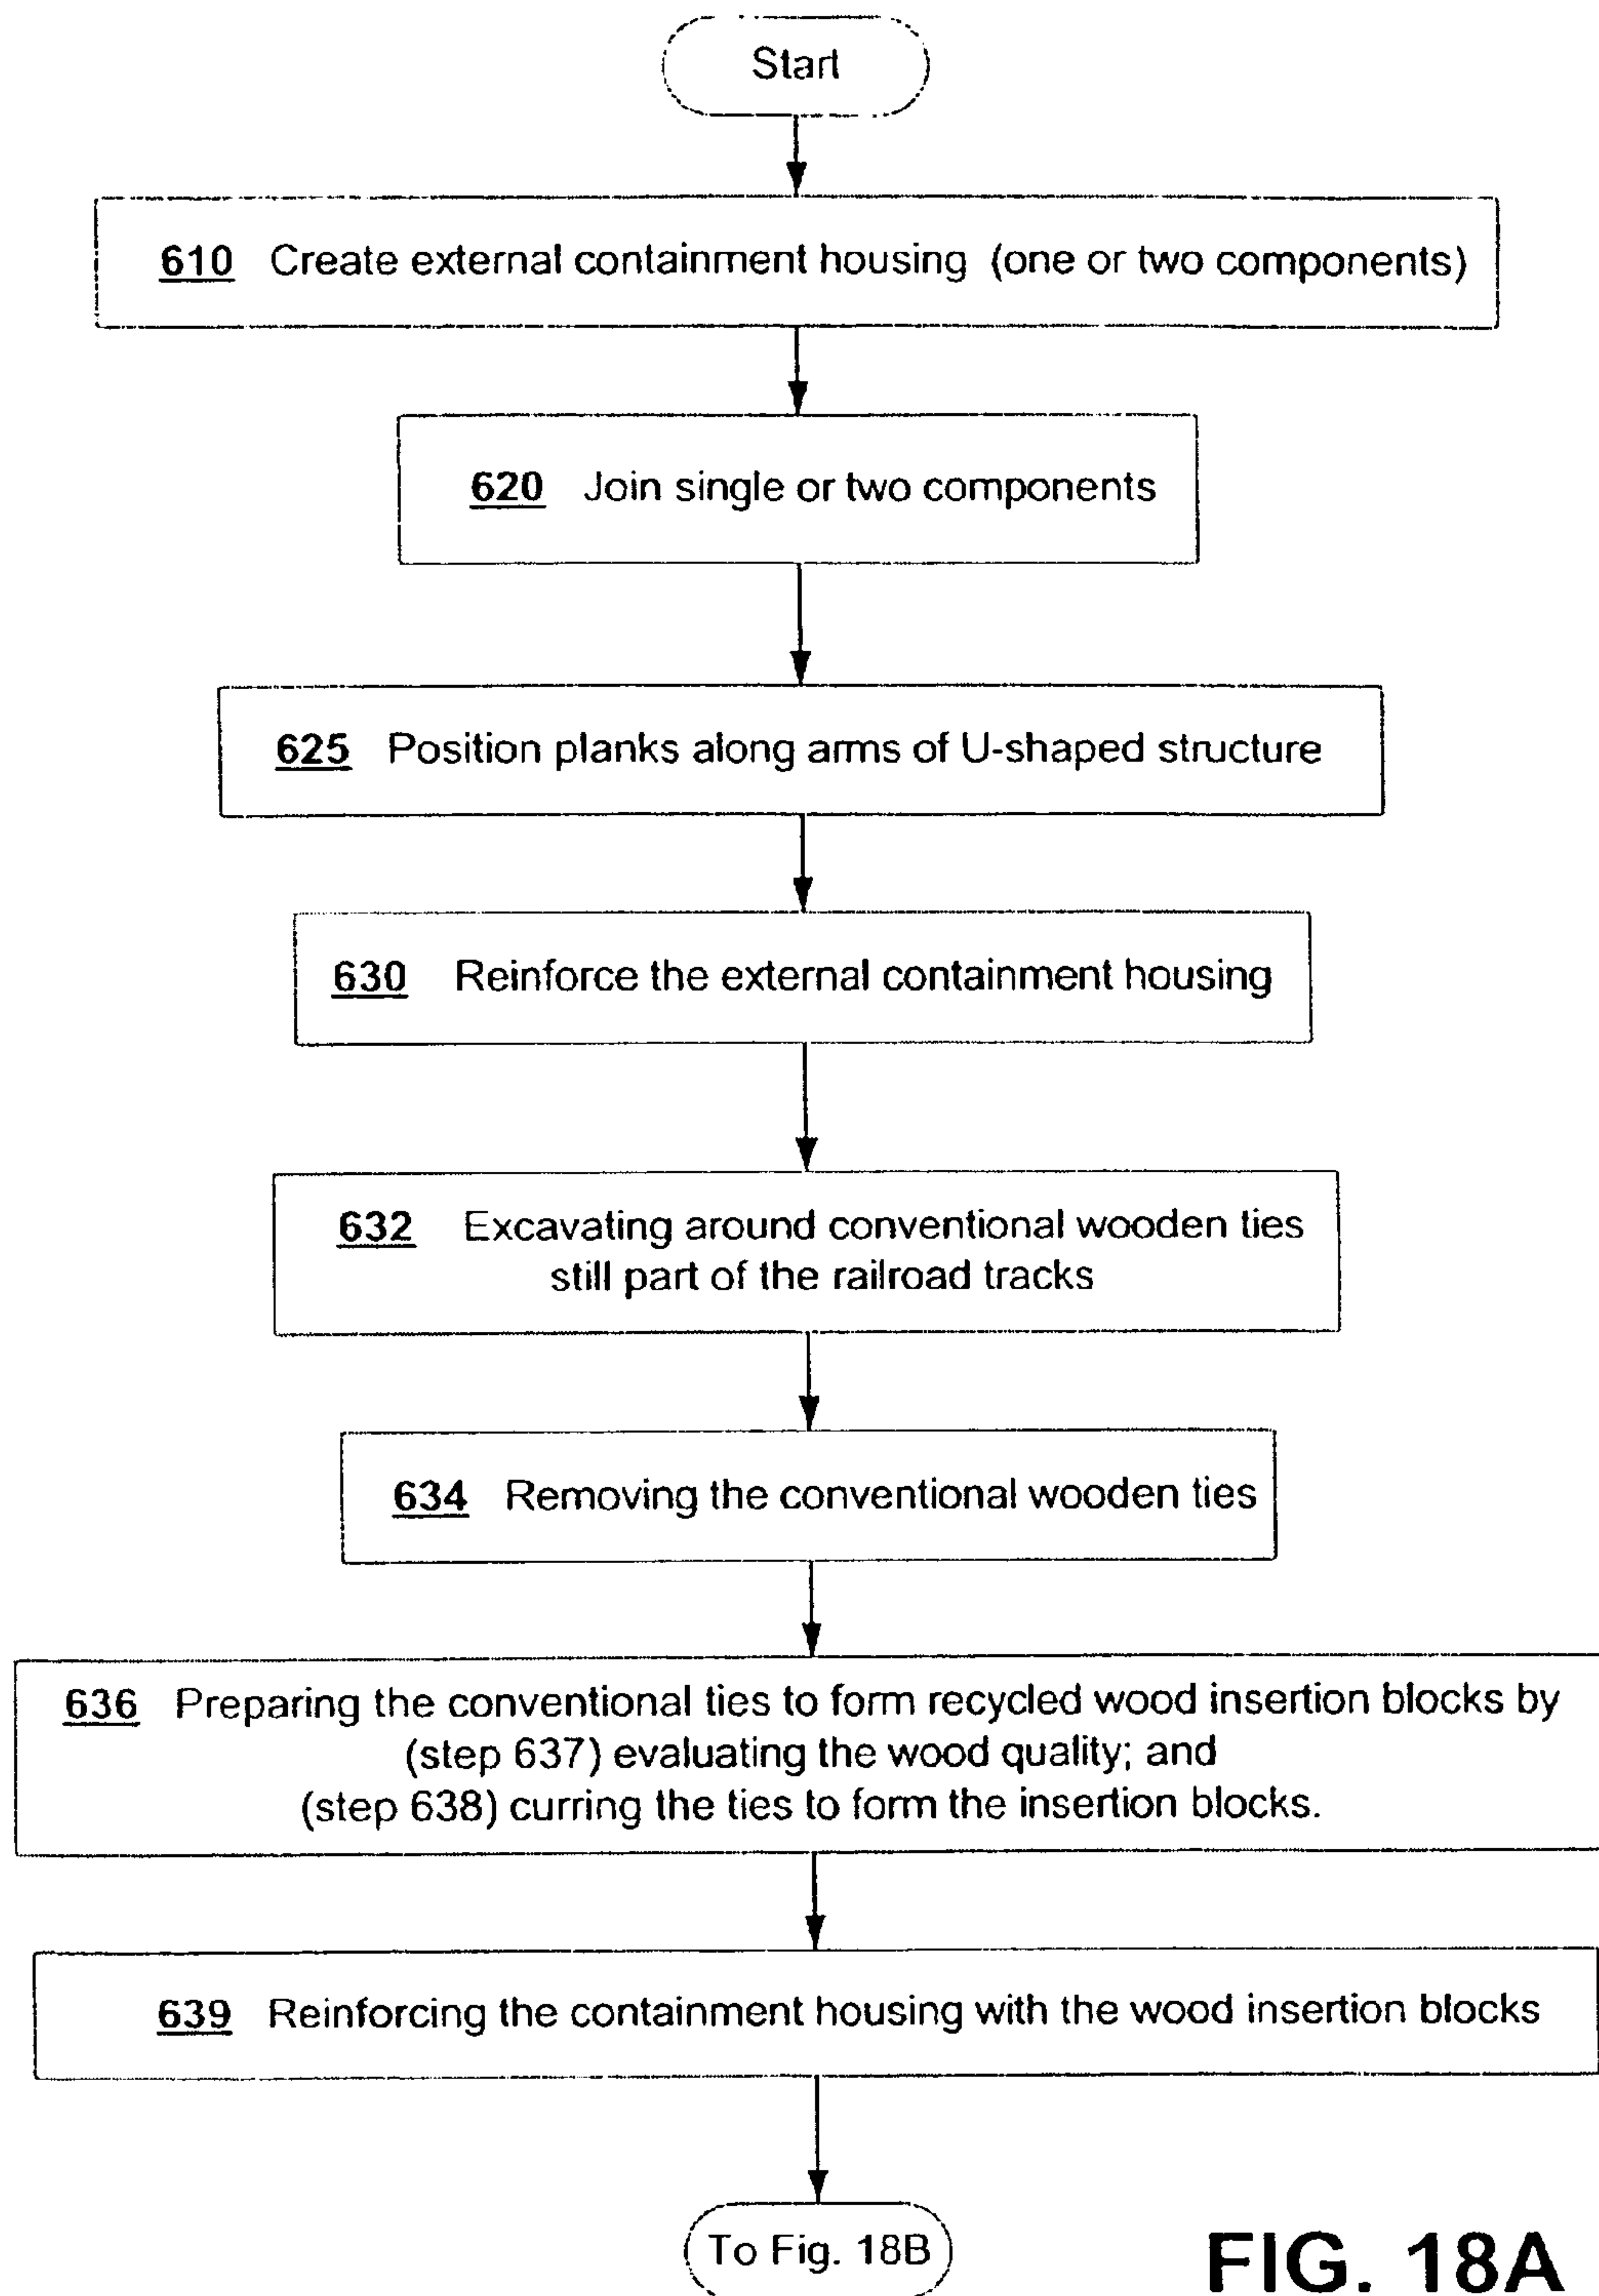 Start
610 Create external containment housing (one or two components)
620 Join single or two components
625 Position planks along arms of U-shaped structure
630 Reinforce the external containment housing
632 Excavating around conventional wooden ties
still part of the railroad tracks
634 Removing the conventional wooden ties
636 Preparing the conventional ties to form recycled wood insertion blocks by
(step 637) evaluating the wood quality; and
(step 638) curring the ties to form the insertion blocks.
639 Reinforcing the containment housing with the wood insertion blocks
To Fig. 18B
FIG. 18A